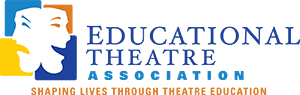 EDUCATIONAL
THEATRE
ASSOCIATION
SHAPING LIVES THROUGH THEATRE EDUCATION